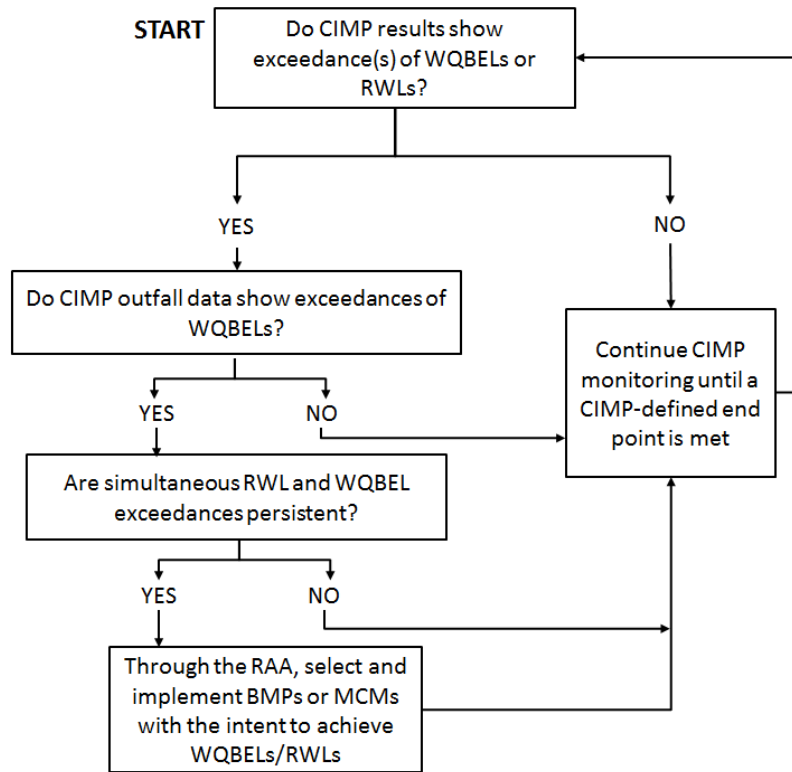 START
Do CIMP results show
exceedance(s) of WQBELs or
RWLs?
YES
NO
Do CIMP outfall data show exceedances of
WQBELs?
Continue CIMP
monitoring until a
CIMP-defined end
point is met
YES
NO
Are simultaneous RWL and WQBEL
exceedances persistent?
YES
NO
Through the RAA, select and
implement BMPs or MCMs
with the intent to achieve
WQBELs/RWLs